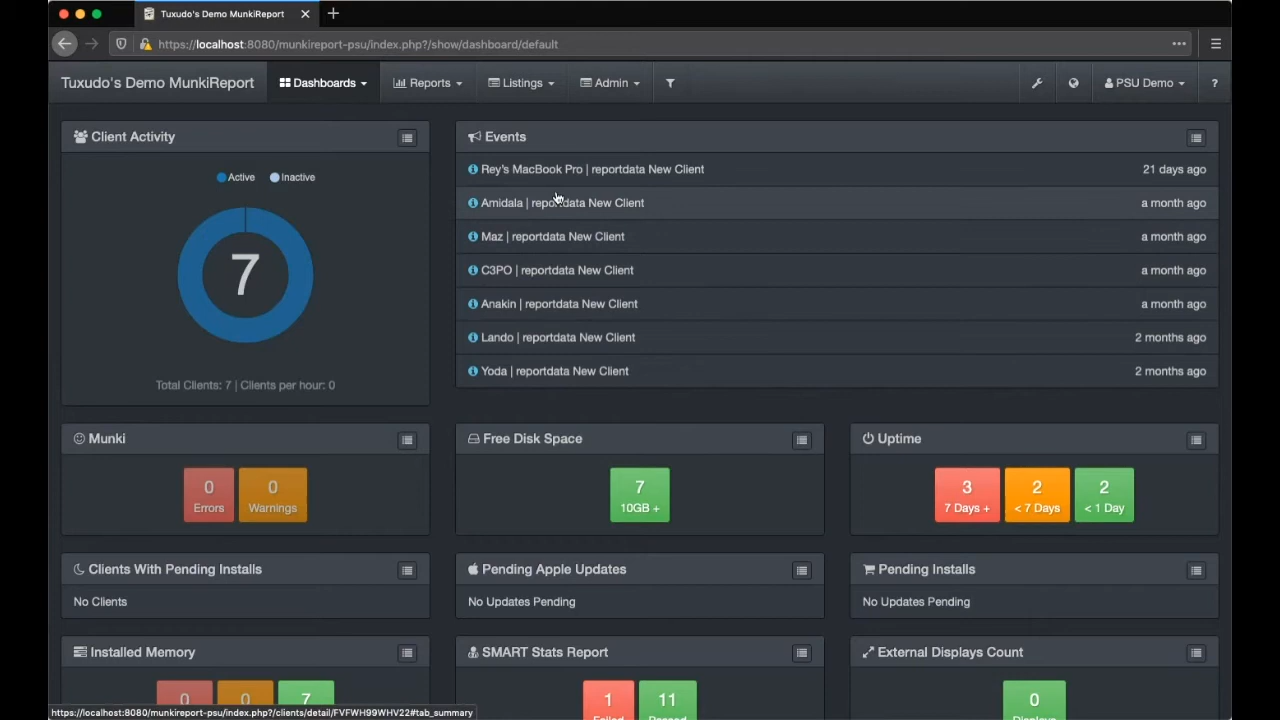 Tuxudo's Demo MunkiReport
https://localhost:8080/munkireport-psu/index.php?/show/dashboard/default
Tuxudo's Demo MunkiReport Dashboards Reports Listings Admin PSU Demo ?
Client Activity
Active Inactive
7
Total Clients: 7 | Clients per hour: 0
Events
Rey's MacBook Pro | reportdata New Client 21 days ago
Amidala | reportdata New Client a month ago
Maz | reportdata New Client a month ago
C3PO | reportdata New Client a month ago
Anakin | reportdata New Client a month ago
Lando | reportdata New Client 2 months ago
Yoda | reportdata New Client 2 months ago
Munki
0 0
Errors Warnings
Free Disk Space
7
10GB +
Uptime
3 2 2
7 Days + < 7 Days < 1 Day
Clients With Pending Installs
No Clients
Pending Apple Updates
No Updates Pending
Pending Installs
No Updates Pending
Installed Memory
0 0 7
SMART Stats Report
1 11
Failed Passed
External Displays Count
0
Displays
https://localhost:8080/munkireport-psu/index.php?/clients/detail/FVFWH99WHV22#tab_summary